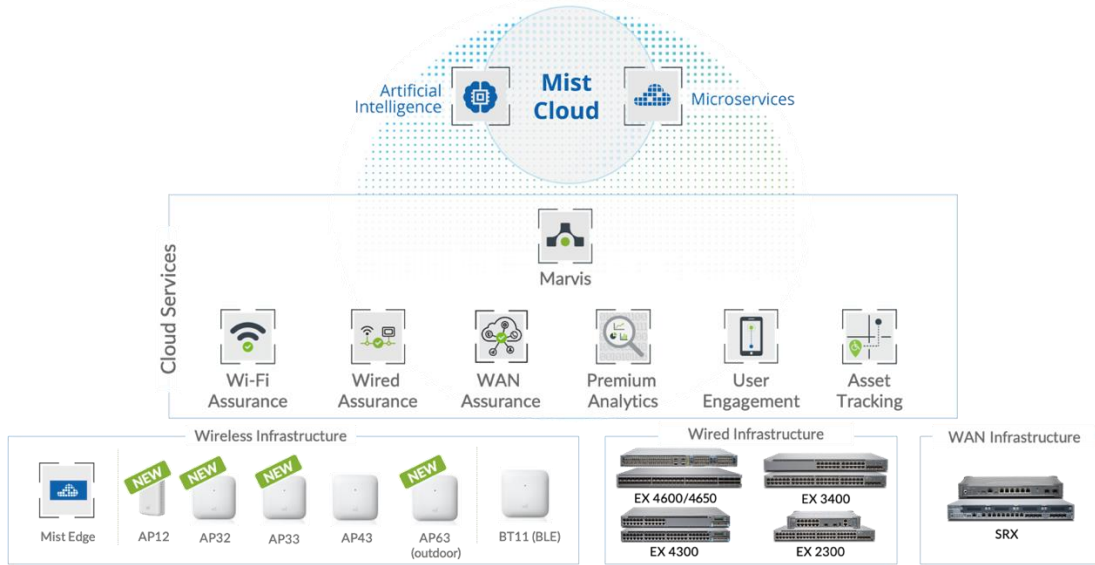 Artificial
Intelligence
Mist
Cloud
Microservices
Cloud Services
Marvis
Wi-Fi
Assurance
Wired
Assurance
WAN
Assurance
Premium
Analytics
User
Engagement
Asset
Tracking
Wireless Infrastructure
Mist Edge
NEW
AP12
NEW
AP32
NEW
AP33
AP43
NEW
AP63
(outdoor)
BT11 (BLE)
Wired Infrastructure
EX 4600/4650
EX 3400
EX 4300
EX 2300
WAN Infrastructure
SRX